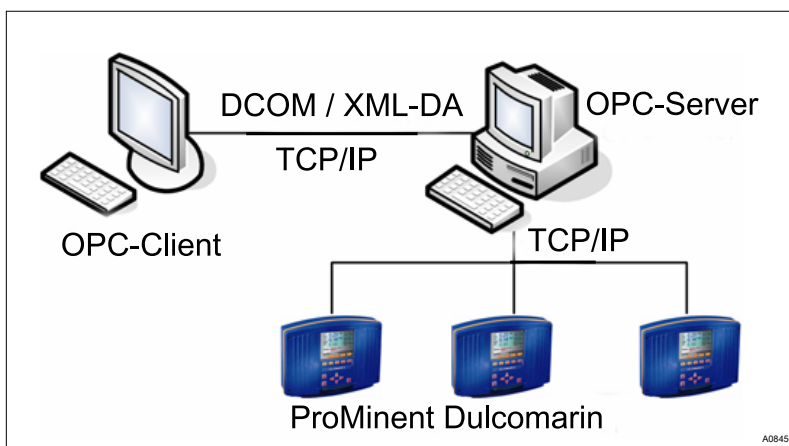 DCOM / XML-DA
OPC-Server
TCP/IP
OPC-Client
TCP/IP
ProMinent Dulcomarin
A0845